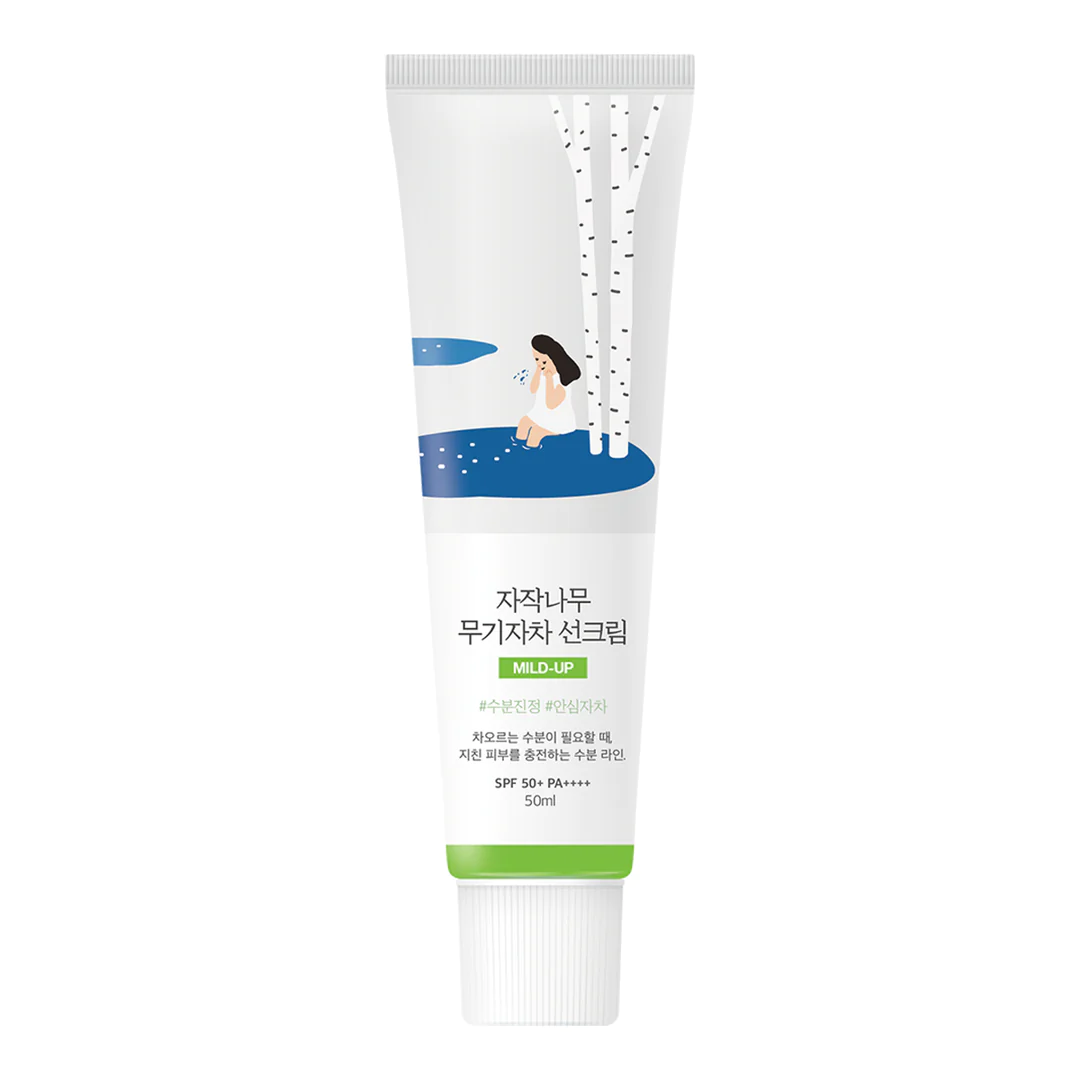 자작나무
무기자차 선크림
MILD-UP
#수분진정 #안심자차
차오르는 수분이 필요할 때,
지친 피부를 충전하는 수분 라인.
SPF 50+ PA++++
50ml